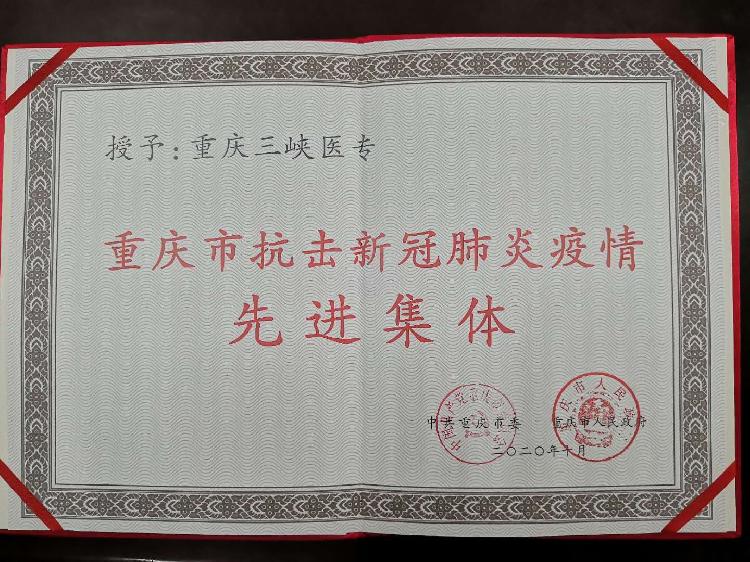 授予:重庆三峡医专
重庆市抗击新冠肺炎疫情
先进集体
中共重庆市委 重庆市人民政府
二〇二〇年十月